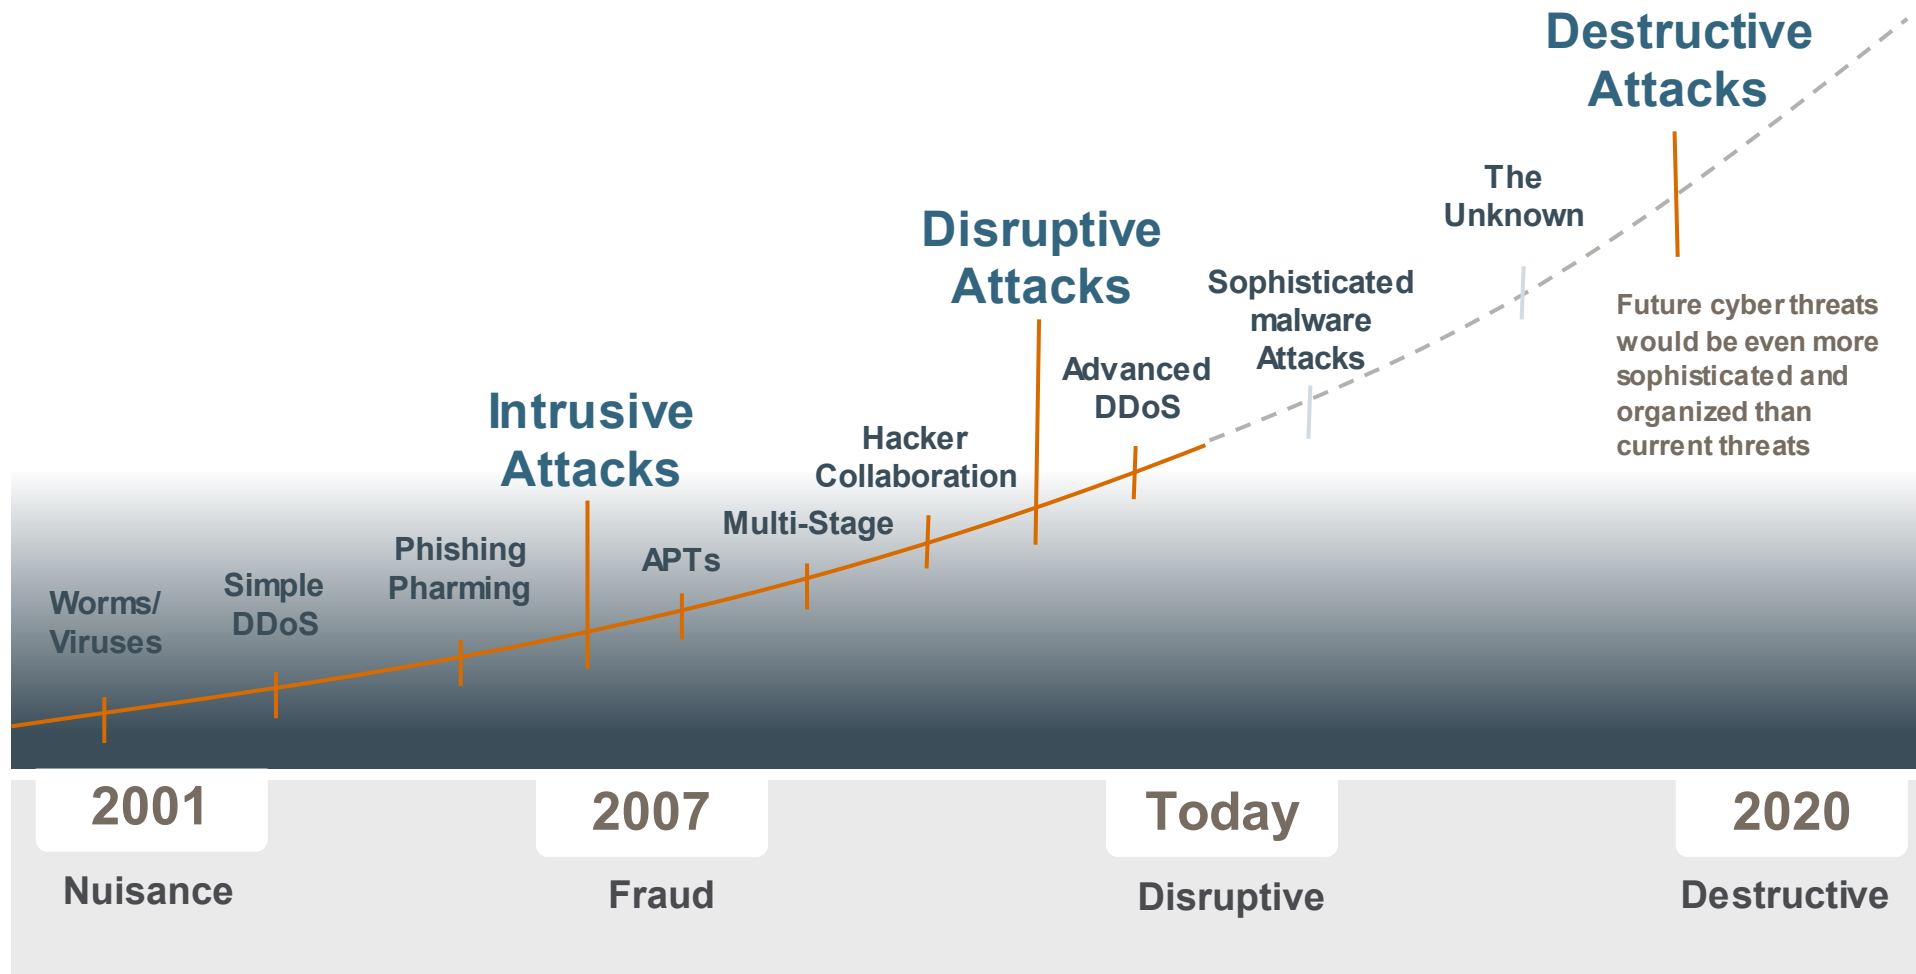 Destructive
Attacks
The
Unknown
Disruptive
Attacks
Sophisticated
malware
Attacks
Future cyber threats
would be even more
sophisticated and
organized than
current threats
Advanced
DDoS
Intrusive
Attacks
Hacker
Collaboration
Multi-Stage
APTs
Phishing
Pharming
Simple
DDoS
Worms/
Viruses
2001
2007
Today
2020
Nuisance
Fraud
Disruptive
Destructive